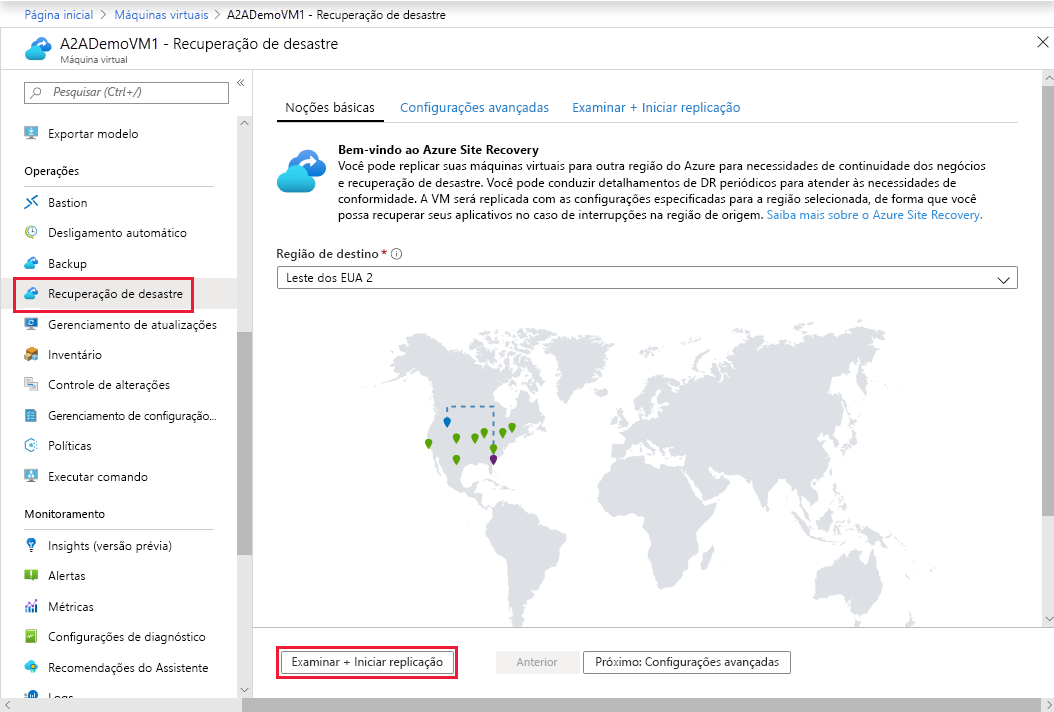 Página inicial > Máquinas virtuais > A2ADemoVM1 - Recuperação de desastre
A2ADemoVM1 - Recuperação de desastre
Máquina virtual
Pesquisar (Ctrl+/)
Exportar modelo
Operações
Bastion
Desligamento automático
Backup
Recuperação de desastre
Gerenciamento de atualizações
Inventário
Controle de alterações
Gerenciamento de configuração...
Políticas
Executar comando
Monitoramento
Insights (versão prévia)
Alertas
Métricas
Configurações de diagnóstico
Recomendações do Assistente
Logs
Noções básicas Configurações avançadas Examinar + Iniciar replicação
Bem-vindo ao Azure Site Recovery
Você pode replicar suas máquinas virtuais para outra região do Azure para necessidades de continuidade dos negócios
e recuperação de desastre. Você pode conduzir detalhamentos de DR periódicos para atender às necessidades de
conformidade. A VM será replicada com as configurações especificadas para a região selecionada, de forma que você
possa recuperar seus aplicativos no caso de interrupções na região de origem. Saiba mais sobre o Azure Site Recovery.
Região de destino *
Leste dos EUA 2
Examinar + Iniciar replicação Anterior Próximo: Configurações avançadas